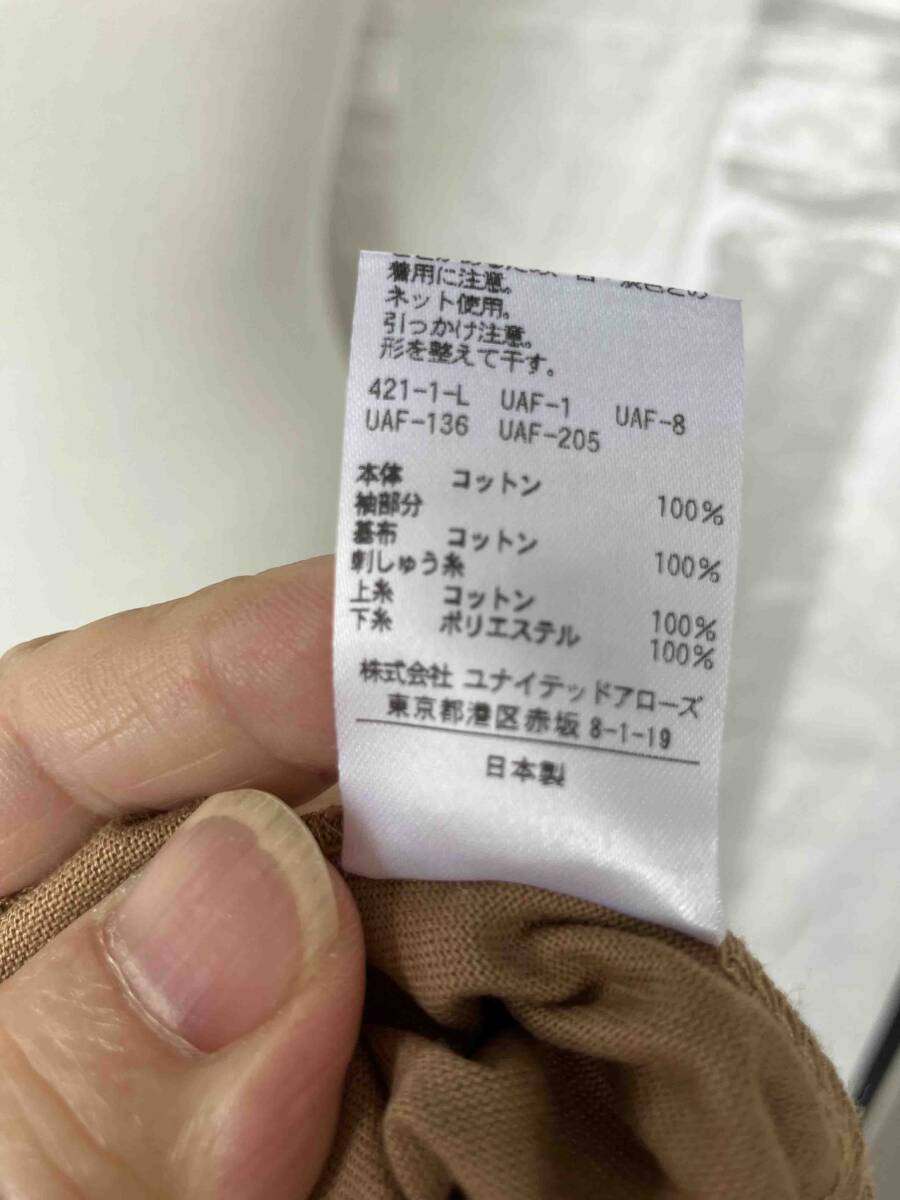 着用に注意。
ネット使用。
引っかけ注意。
形を整えて干す。
421-1-L UAF-1 UAF-8
UAF-136 UAF-205
本体 コットン 100%
袖部分
基布 コットン 100%
刺しゅう糸
上糸 コットン 100%
下糸 ポリエステル 100%
株式会社 ユナイテッドアローズ
東京都港区赤坂 8-1-19
日本製